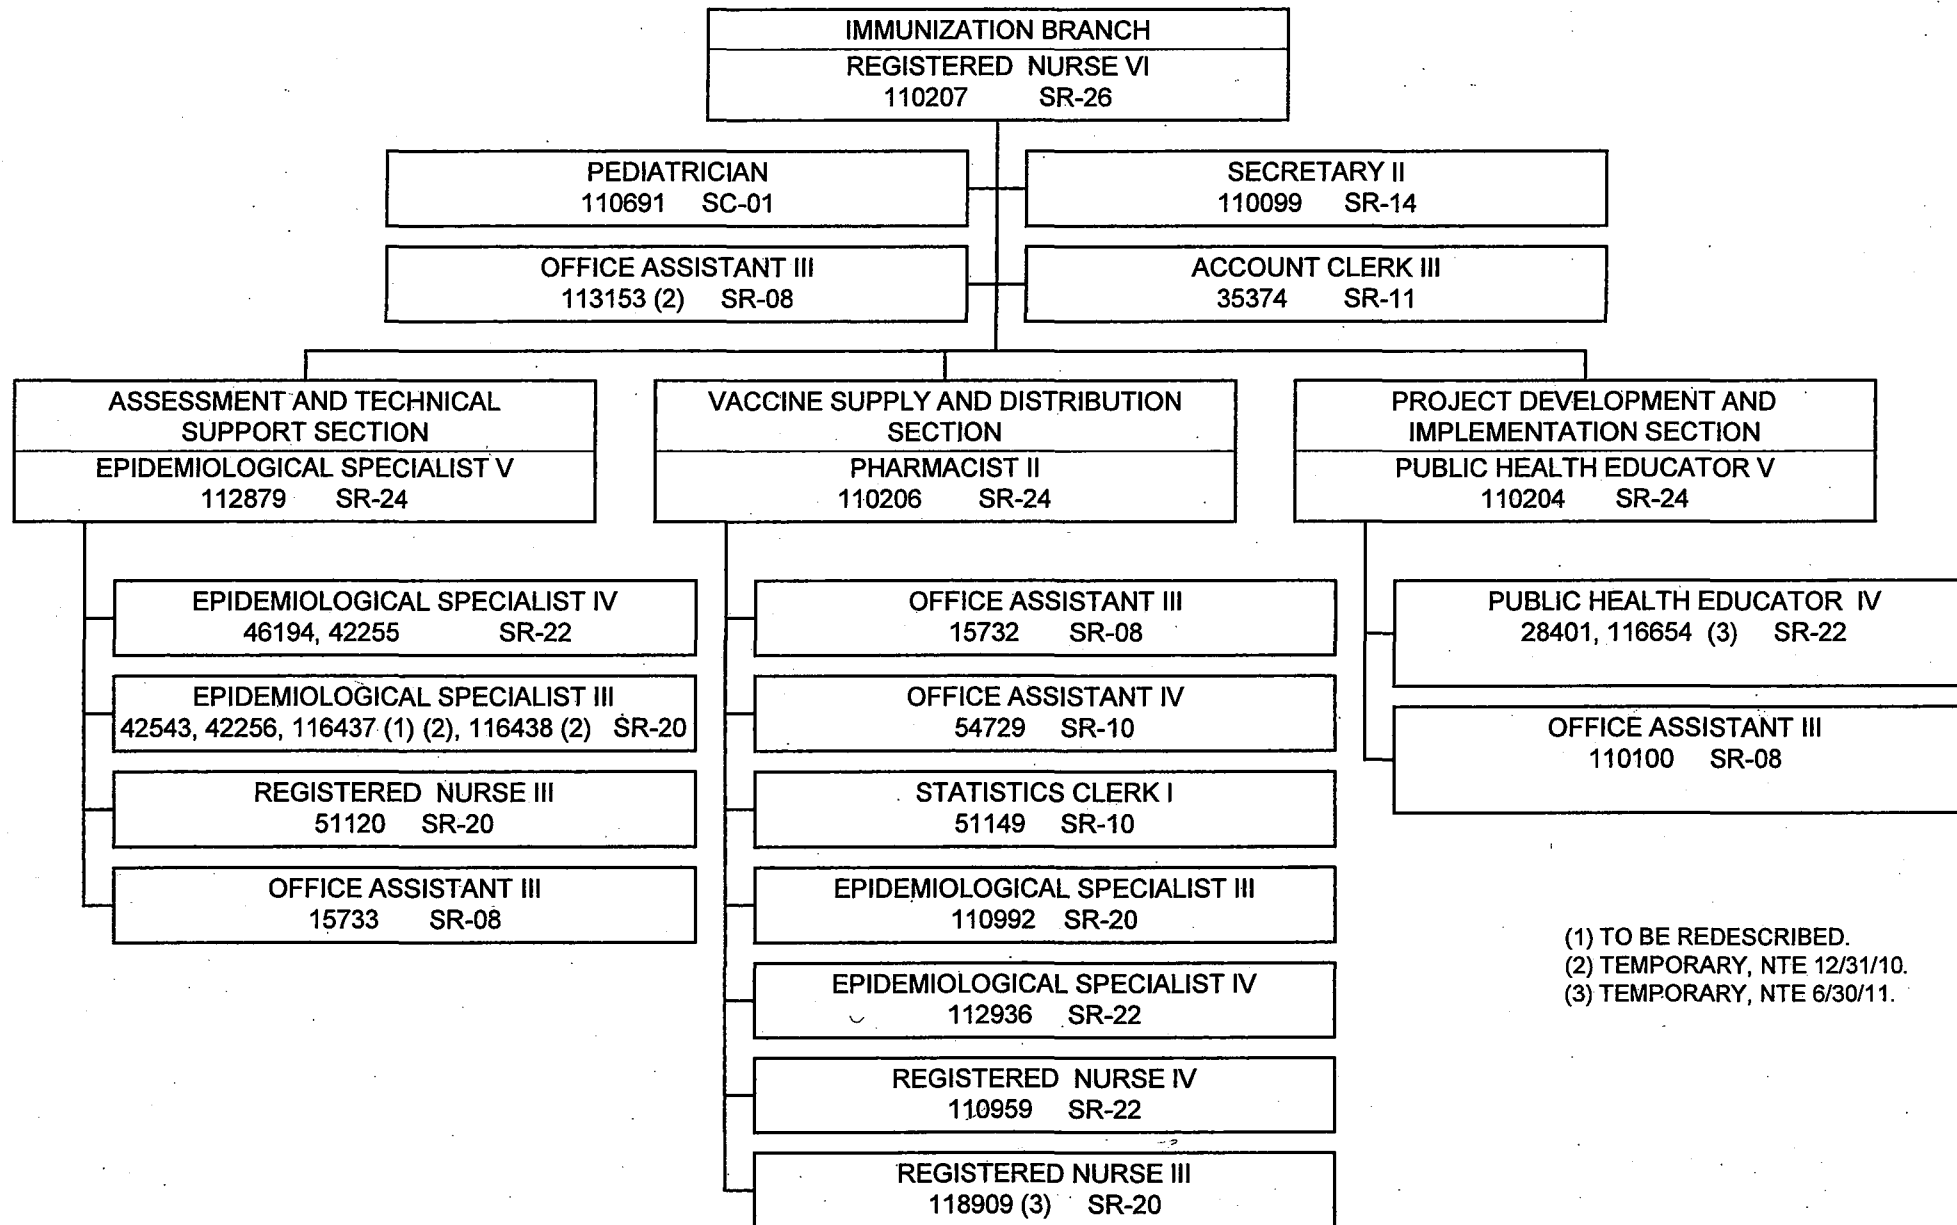 IMMUNIZATION BRANCH
REGISTERED NURSE VI
110207 SR-26
PEDIATRICIAN
110691 SC-01
SECRETARY II
110099 SR-14
OFFICE ASSISTANT III
113153 (2) SR-08
ACCOUNT CLERK III
35374 SR-11
ASSESSMENT AND TECHNICAL
SUPPORT SECTION
EPIDEMIOLOGICAL SPECIALIST V
112879 SR-24
EPIDEMIOLOGICAL SPECIALIST IV
46194, 42255 SR-22
EPIDEMIOLOGICAL SPECIALIST III
42543, 42256, 116437 (1) (2), 116438 (2) SR-20
REGISTERED NURSE III
51120 SR-20
OFFICE ASSISTANT III
15733 SR-08
VACCINE SUPPLY AND DISTRIBUTION
SECTION
PHARMACIST II
110206 SR-24
OFFICE ASSISTANT III
15732 SR-08
OFFICE ASSISTANT IV
54729 SR-10
STATISTICS CLERK I
51149 SR-10
EPIDEMIOLOGICAL SPECIALIST III
110992 SR-20
EPIDEMIOLOGICAL SPECIALIST IV
112936 SR-22
REGISTERED NURSE IV
110959 SR-22
REGISTERED NURSE III
118909 (3) SR-20
PROJECT DEVELOPMENT AND
IMPLEMENTATION SECTION
PUBLIC HEALTH EDUCATOR V
110204 SR-24
PUBLIC HEALTH EDUCATOR IV
28401, 116654 (3) SR-22
OFFICE ASSISTANT III
110100 SR-08
(1) TO BE REDESCRIBED.
(2) TEMPORARY, NTE 12/31/10.
(3) TEMPORARY, NTE 6/30/11.